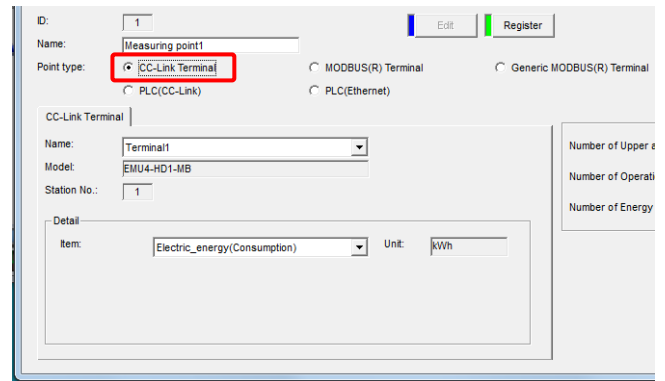 ID: 1 Edit Register
Name: Measuring point1
Point type: CC-Link Terminal MODBUS(R) Terminal Generic MODBUS(R) Terminal
PLC(CC-Link) PLC(Ethernet)
CC-Link Terminal
Name: Terminal1 Number of Upper a
Model: EMU4-HD1-MB
Station No.: 1 Number of Operati
Number of Energy
Detail
Item: Electric_energy(Consumption) Unit: kWh